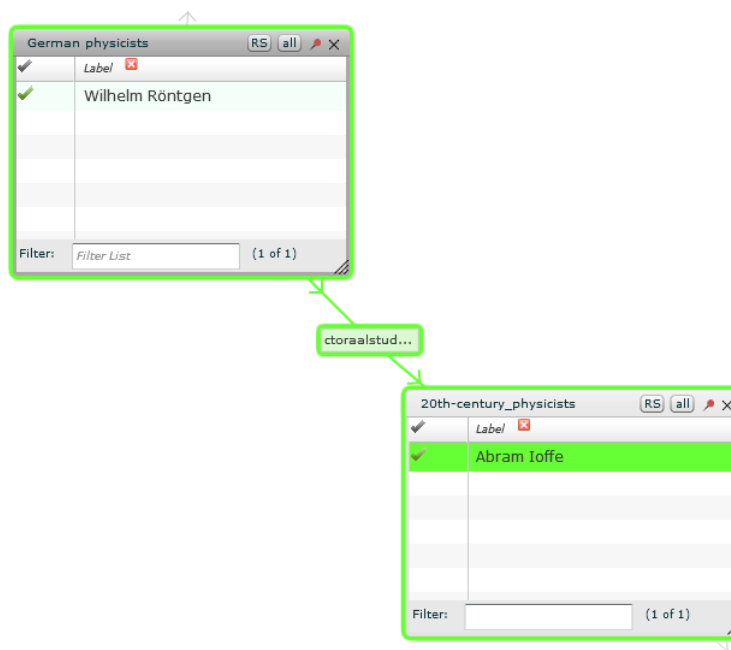 German physicists RS all
Label
Wilhelm Röntgen
Filter: Filter List (1 of 1)
ctoraalstud...
20th-century_physicists RS all
Label
Abram Ioffe
Filter: (1 of 1)